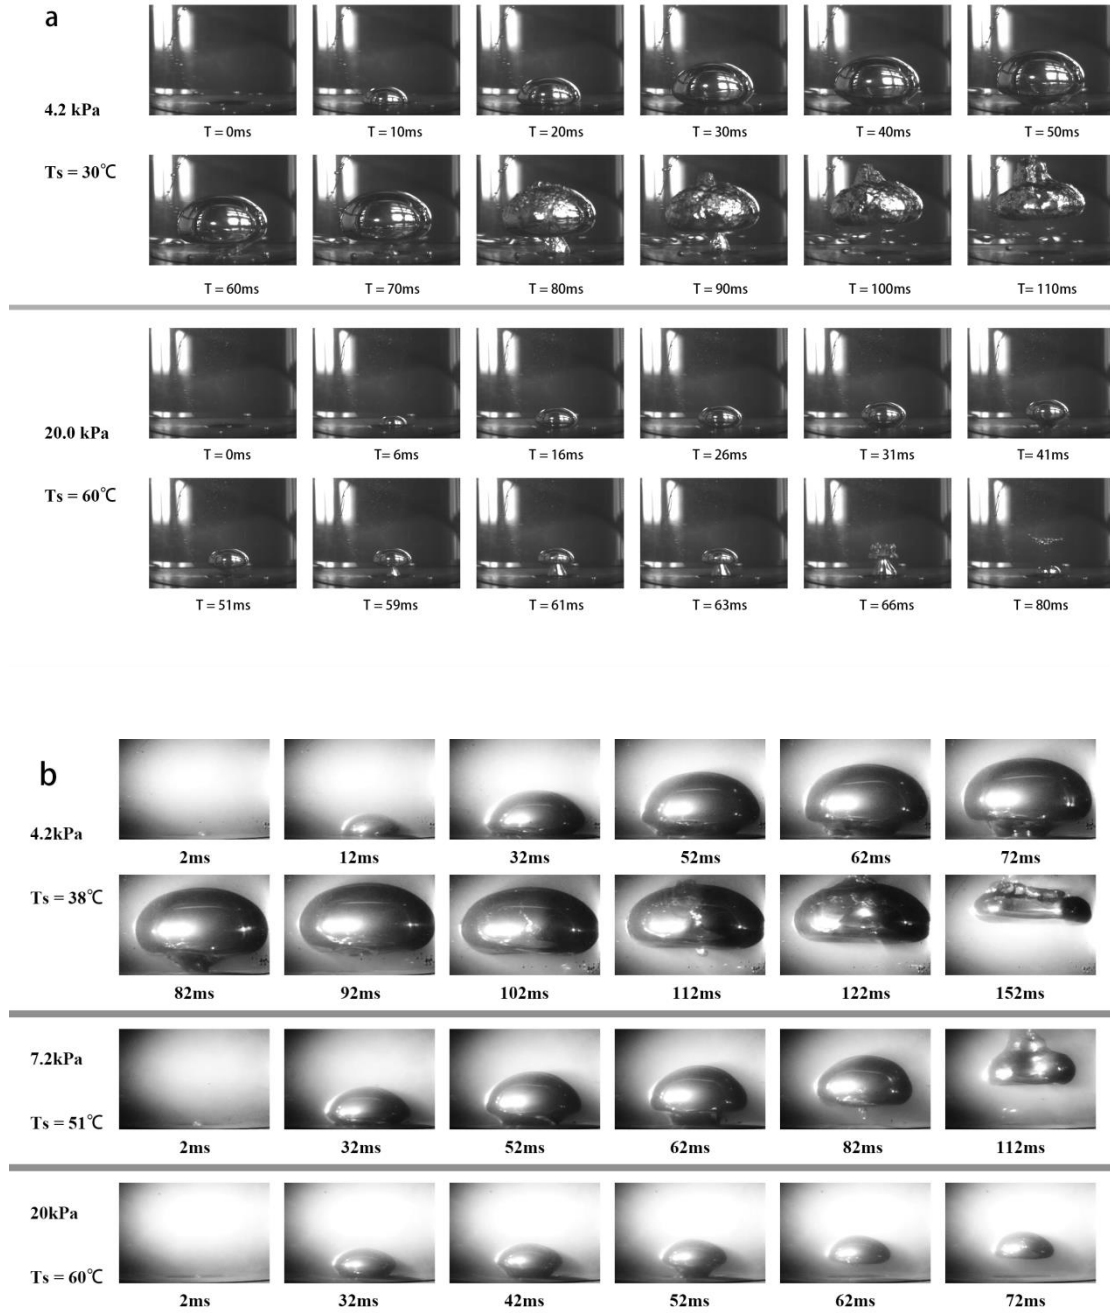 a
4.2 kPa
Ts = 30℃
T = 0ms
T = 10ms
T = 20ms
T = 30ms
T = 40ms
T = 50ms
T = 60ms
T = 70ms
T = 80ms
T = 90ms
T = 100ms
T = 110ms
20.0 kPa
Ts = 60℃
T = 0ms
T = 6ms
T = 16ms
T = 26ms
T = 31ms
T = 41ms
T = 51ms
T = 59ms
T = 61ms
T = 63ms
T = 66ms
T = 80ms
b
4.2kPa
Ts = 38℃
2ms
12ms
32ms
52ms
62ms
72ms
82ms
92ms
102ms
112ms
122ms
152ms
7.2kPa
Ts = 51℃
2ms
32ms
52ms
62ms
82ms
112ms
20kPa
Ts = 60℃
2ms
32ms
42ms
52ms
62ms
72ms